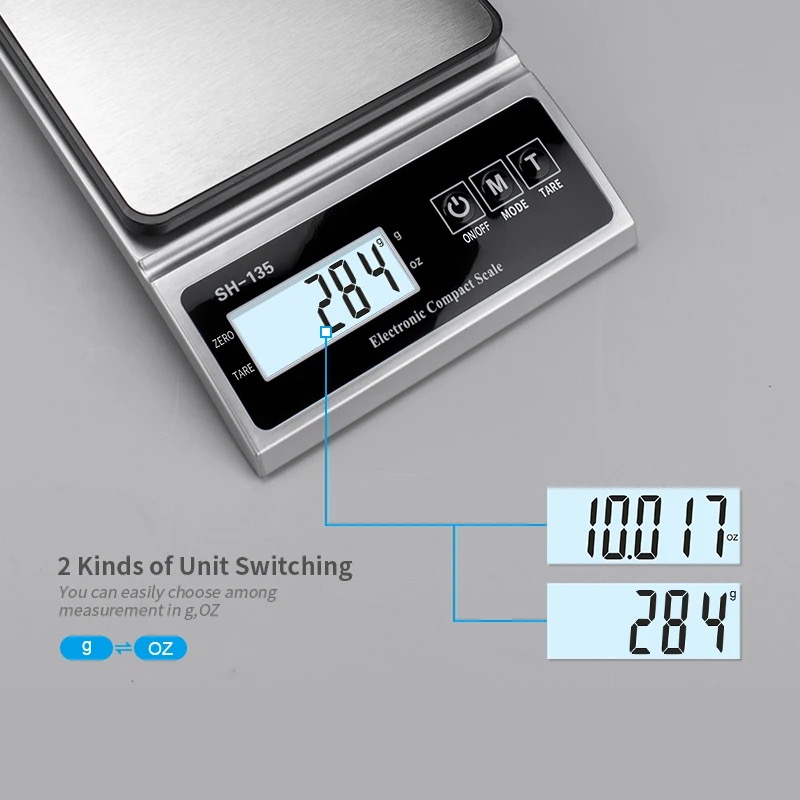 T
M
TARE
MODE
ON/OFF
g
g
284
oz
SH-135
Electronic Compact Scale
ZERO
TARE
10.017 oz
2 Kinds of Unit Switching
You can easily choose among
measurement in g,OZ
284 g
g ⇌ OZ